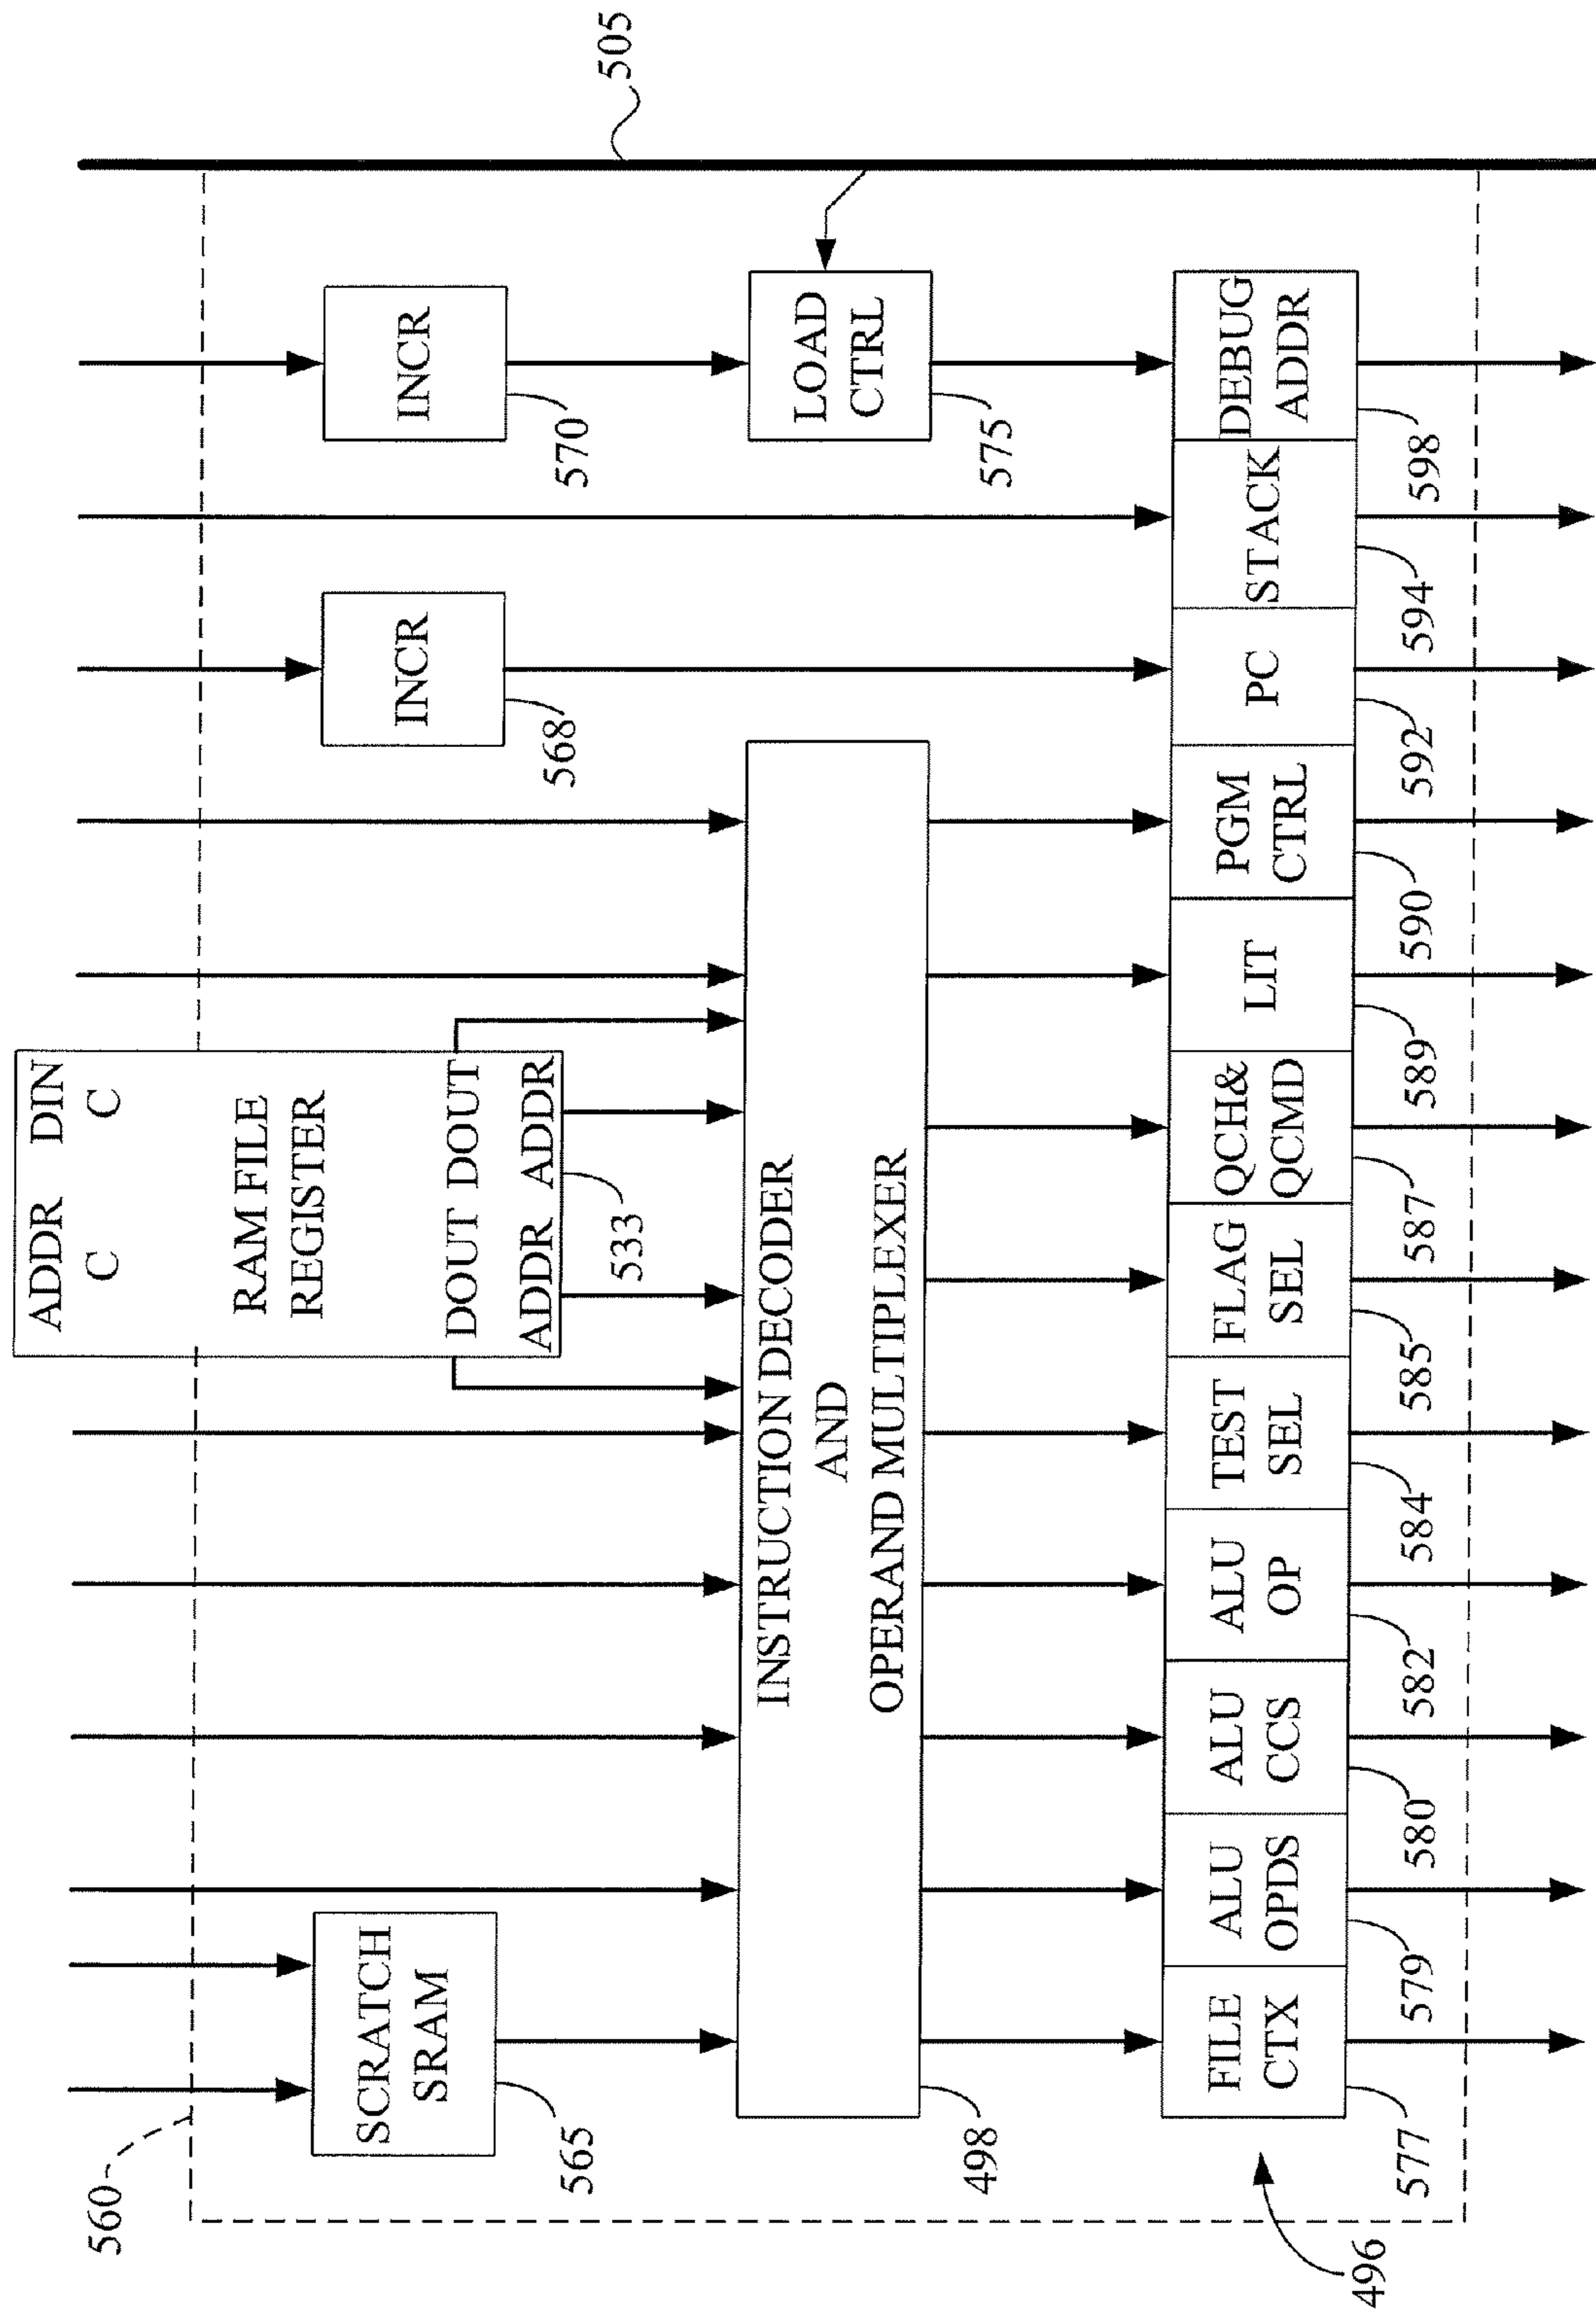 ADDR DIN
C C
560
RAM FILE
REGISTER
SCRATCH
SRAM
INCR
INCR
DOUT DOUT
ADDR ADDR
565
533
568
570
505
INSTRUCTION DECODER
AND
OPERAND MULTIPLEXER
LOAD
CTRL
498
575
FILE
CTX
ALU
OPDS
ALU
CCS
ALU
OP
TEST
SEL
FLAG
SEL
QCH&
QCMD
LIT
PGM
CTRL
PC
STACK
DEBUG
ADDR
496
577
579
580
582
584
585
587
589
590
592
594
598